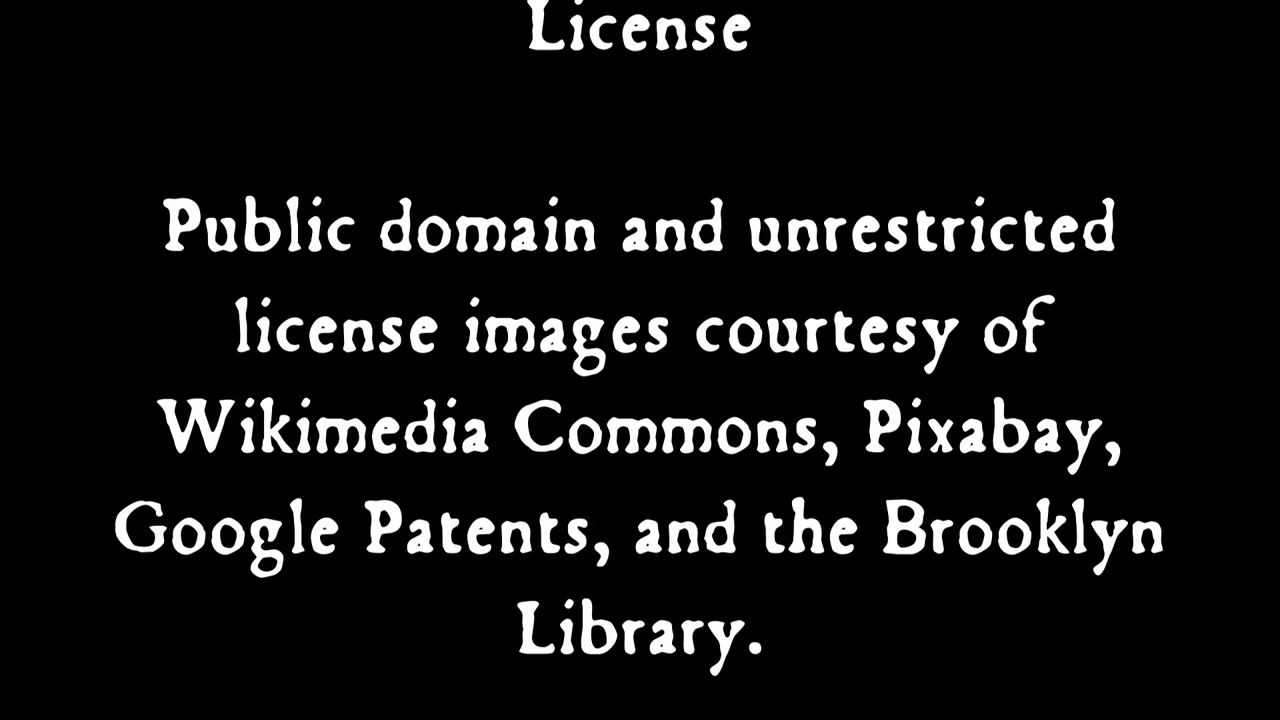 License
Public domain and unrestricted
license images courtesy of
Wikimedia Commons, Pixabay,
Google Patents, and the Brooklyn
Library.